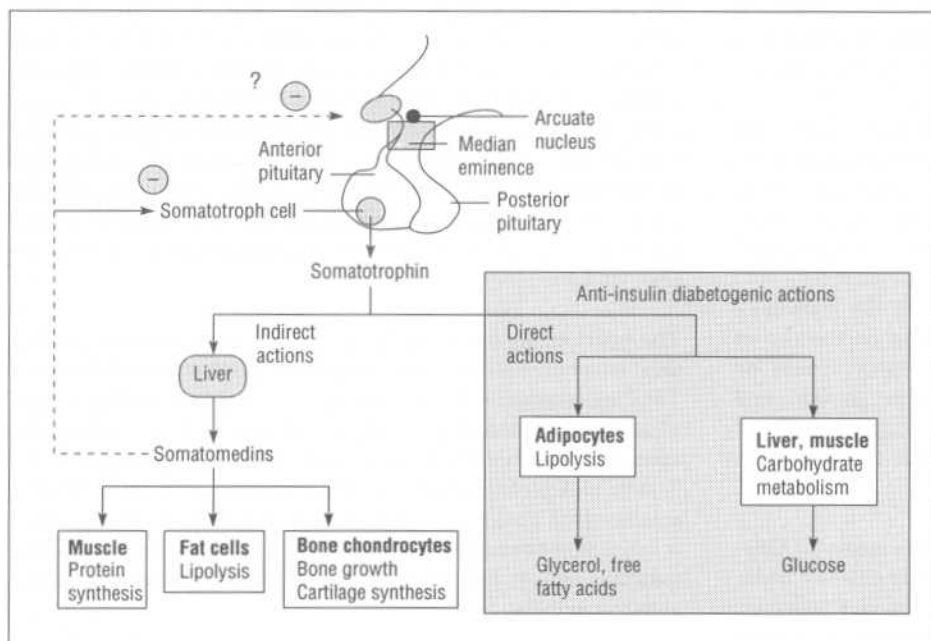 ?
−
Arcuate
nucleus
Median
eminence
Anterior
pituitary
−
Somatotroph cell
Posterior
pituitary
Somatotrophin
Anti-insulin diabetogenic actions
Indirect
actions
Direct
actions
Liver
Adipocytes
Lipolysis
Liver, muscle
Carbohydrate
metabolism
Somatomedins
Muscle
Protein
synthesis
Fat cells
Lipolysis
Bone chondrocytes
Bone growth
Cartilage synthesis
Glycerol, free
fatty acids
Glucose